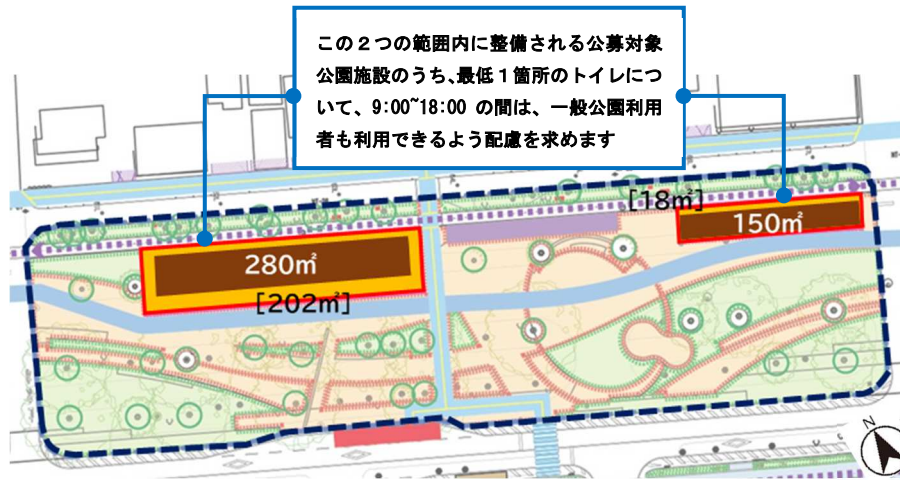 この２つの範囲内に整備される公募対象
公園施設のうち、最低１箇所のトイレにつ
いて、9:00~18:00 の間は、一般公園利用
者も利用できるよう配慮を求めます
[18㎡]
150㎡
280㎡
[202㎡]
N